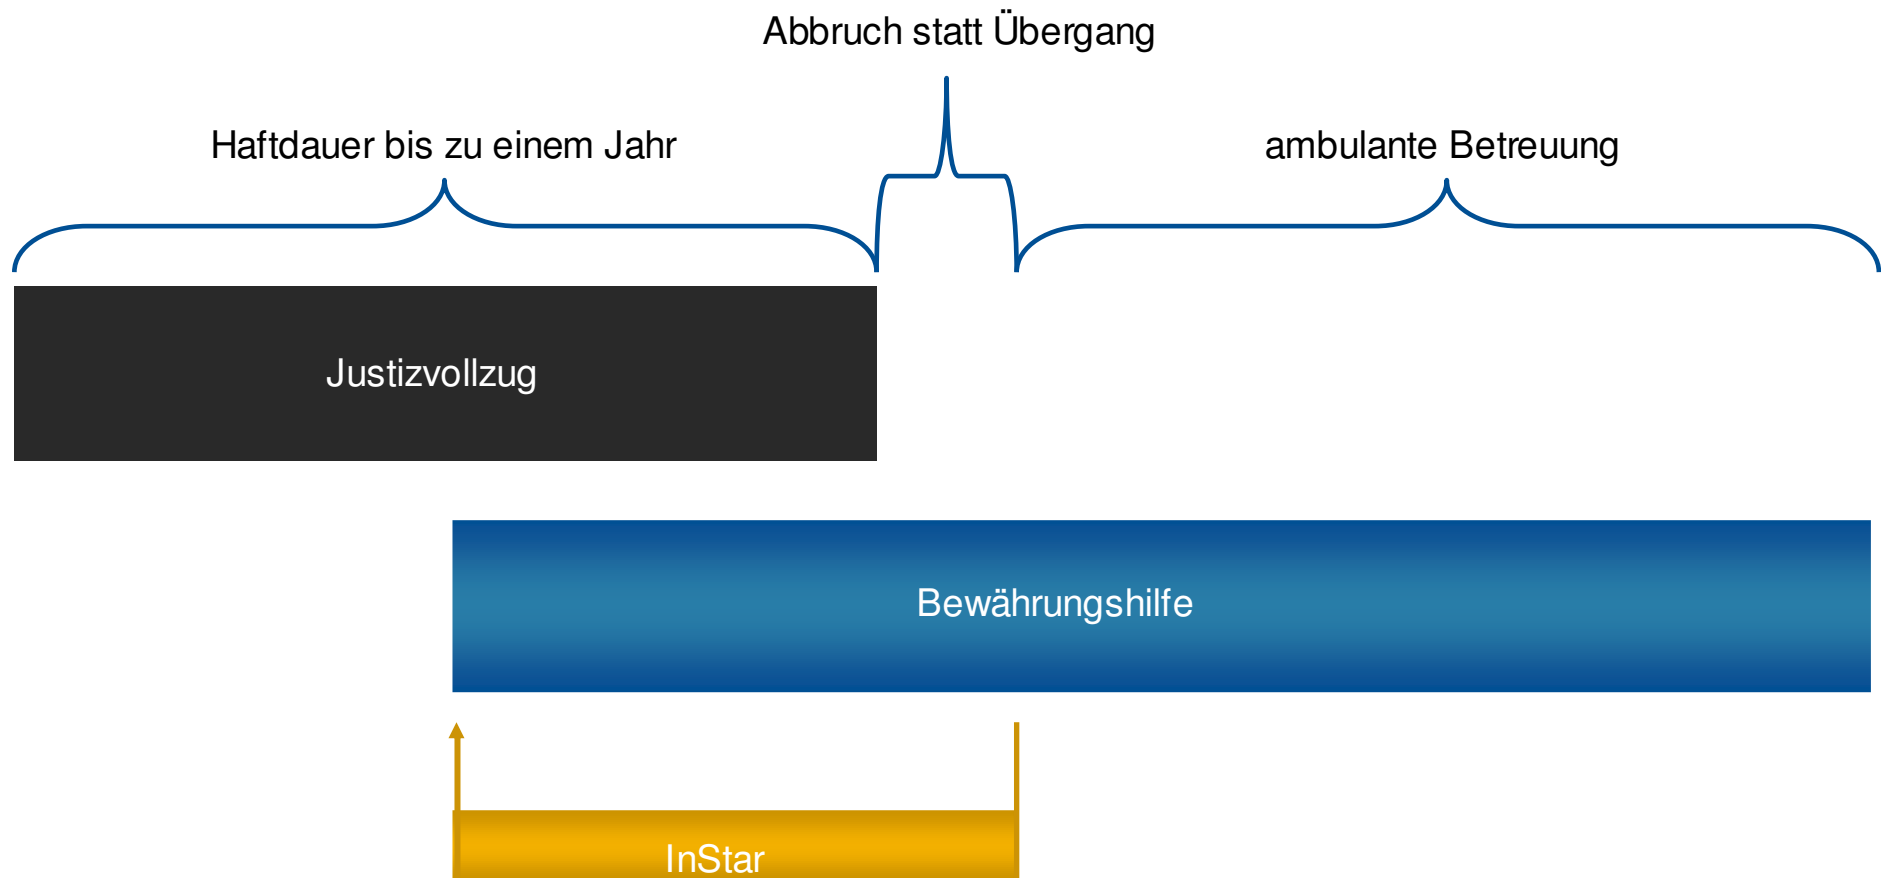 Abbruch statt Übergang
Haftdauer bis zu einem Jahr
ambulante Betreuung
Justizvollzug
Bewährungshilfe
InStar